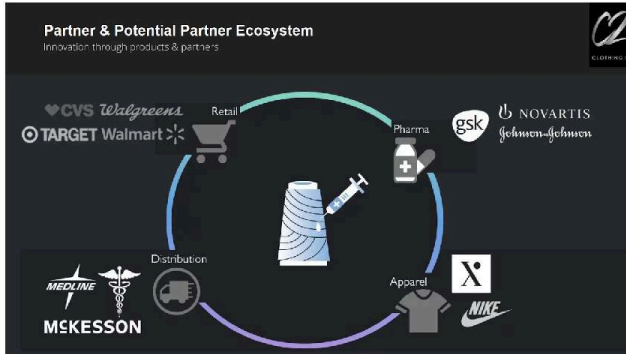 Partner & Potential Partner Ecosystem
Innovation through products & partners
CLOTHING
CVS Walgreens
TARGET Walmart
Retail
Pharma
gsk
NOVARTIS
Johnson & Johnson
Distribution
MEDLINE
MCKESSON
Apparel
X
NIKE